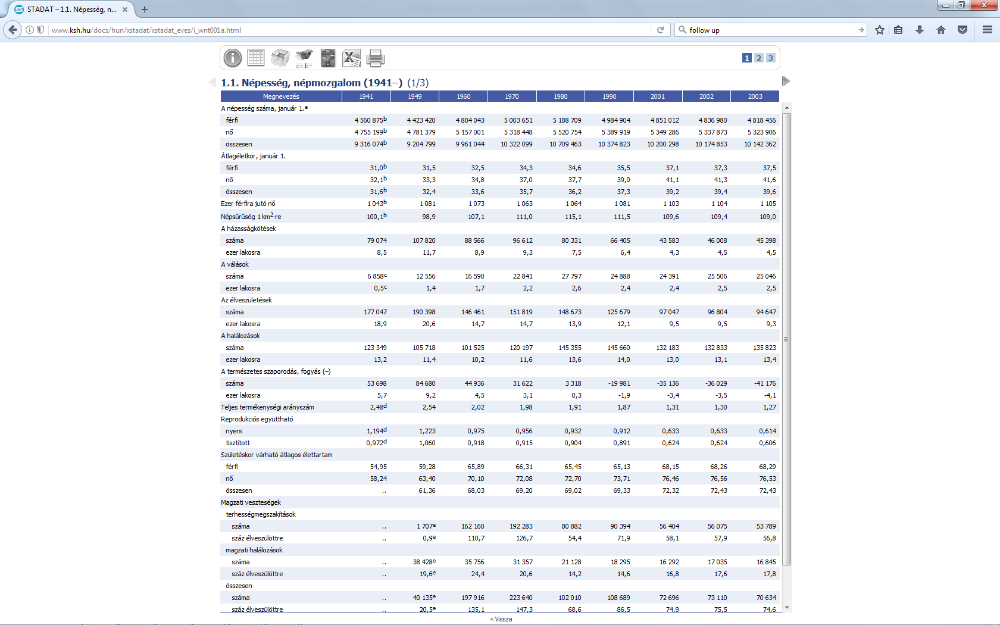 STADAT – 1.1. Népesség, n...
www.ksh.hu/docs/hun/xstadat/xstadat_eves/i_wnt001a.html
follow up
1 2 3
1.1. Népesség, népmozgalom (1941–) (1/3)
Megnevezés 1941 1949 1960 1970 1980 1990 2001 2002 2003
A népesség száma, január 1.a
férfi 4 560 875b 4 423 420 4 804 043 5 003 651 5 188 709 4 984 904 4 851 012 4 836 980 4 818 456
nő 4 755 199b 4 781 379 5 157 001 5 318 448 5 520 754 5 389 919 5 349 286 5 337 873 5 323 906
összesen 9 316 074b 9 204 799 9 961 044 10 322 099 10 709 463 10 374 823 10 200 298 10 174 853 10 142 362
Átlagéletkor, január 1.
férfi 31,0b 31,5 32,5 34,3 34,6 35,5 37,1 37,3 37,5
nő 32,1b 33,3 34,8 37,0 37,7 39,0 41,1 41,3 41,6
összesen 31,6b 32,4 33,6 35,7 36,2 37,3 39,2 39,4 39,6
Ezer férfira jutó nő 1 043b 1 081 1 073 1 063 1 064 1 081 1 103 1 104 1 105
Népsűrűség 1 km2-re 100,1b 98,9 107,1 111,0 115,1 111,5 109,6 109,4 109,0
A házasságkötések
száma 79 074 107 820 88 566 96 612 80 331 66 405 43 583 46 008 45 398
ezer lakosra 8,5 11,7 8,9 9,3 7,5 6,4 4,3 4,5 4,5
A válások
száma 6 858c 12 556 16 590 22 841 27 797 24 888 24 391 25 506 25 046
ezer lakosra 0,5c 1,4 1,7 2,2 2,6 2,4 2,4 2,5 2,5
Az élveszületések
száma 177 047 190 398 146 461 151 819 148 673 125 679 97 047 96 804 94 647
ezer lakosra 18,9 20,6 14,7 14,7 13,9 12,1 9,5 9,5 9,3
A halálozások
száma 123 349 105 718 101 525 120 197 145 355 145 660 132 183 132 833 135 823
ezer lakosra 13,2 11,4 10,2 11,6 13,6 14,0 13,0 13,1 13,4
A természetes szaporodás, fogyás (–)
száma 53 698 84 680 44 936 31 622 3 318 -19 981 -35 136 -36 029 -41 176
ezer lakosra 5,7 9,2 4,5 3,1 0,3 -1,9 -3,4 -3,5 -4,1
Teljes termékenységi arányszám 2,48d 2,54 2,02 1,98 1,91 1,87 1,31 1,30 1,27
Reprodukciós együttható
nyers 1,194d 1,223 0,975 0,956 0,932 0,912 0,633 0,633 0,614
tisztított 0,972d 1,060 0,918 0,915 0,904 0,891 0,624 0,624 0,606
Születéskor várható átlagos élettartam
férfi 54,95 59,28 65,89 66,31 65,45 65,13 68,15 68,26 68,29
nő 58,24 63,40 70,10 72,08 72,70 73,71 76,46 76,56 76,53
összesen .. 61,36 68,03 69,20 69,02 69,33 72,32 72,43 72,43
Magzati veszteségek
terhességmegszakítások
száma .. 1 707e 162 160 192 283 80 882 90 394 56 404 56 075 53 789
száz élveszülöttre .. 0,9e 110,7 126,7 54,4 71,9 58,1 57,9 56,8
magzati halálozások
száma .. 38 428e 35 756 31 357 21 128 18 295 16 292 17 035 16 845
száz élveszülöttre .. 19,6e 24,4 20,6 14,2 14,6 16,8 17,6 17,8
összesen
száma .. 40 135e 197 916 223 640 102 010 108 689 72 696 73 110 70 634
száz élveszülöttre .. 20,5e 135,1 147,3 68,6 86,5 74,9 75,5 74,6
« Vissza